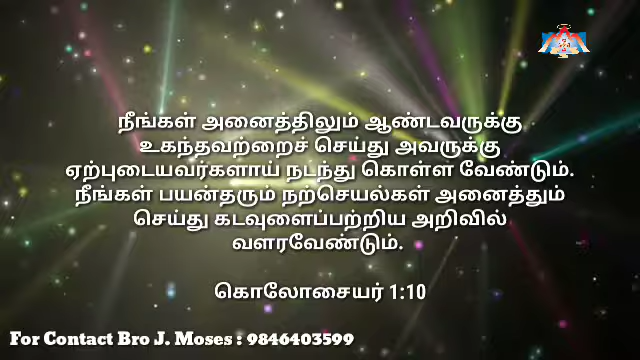 நீங்கள் அனைத்திலும் ஆண்டவருக்கு
உகந்தவற்றைச் செய்து அவருக்கு
ஏற்புடையவர்களாய் நடந்து கொள்ள வேண்டும்.
நீங்கள் பயன்தரும் நற்செயல்கள் அனைத்தும்
செய்து கடவுளைப்பற்றிய அறிவில்
வளரவேண்டும்.
கொலோசையர் 1:10
For Contact Bro J. Moses : 9846403599